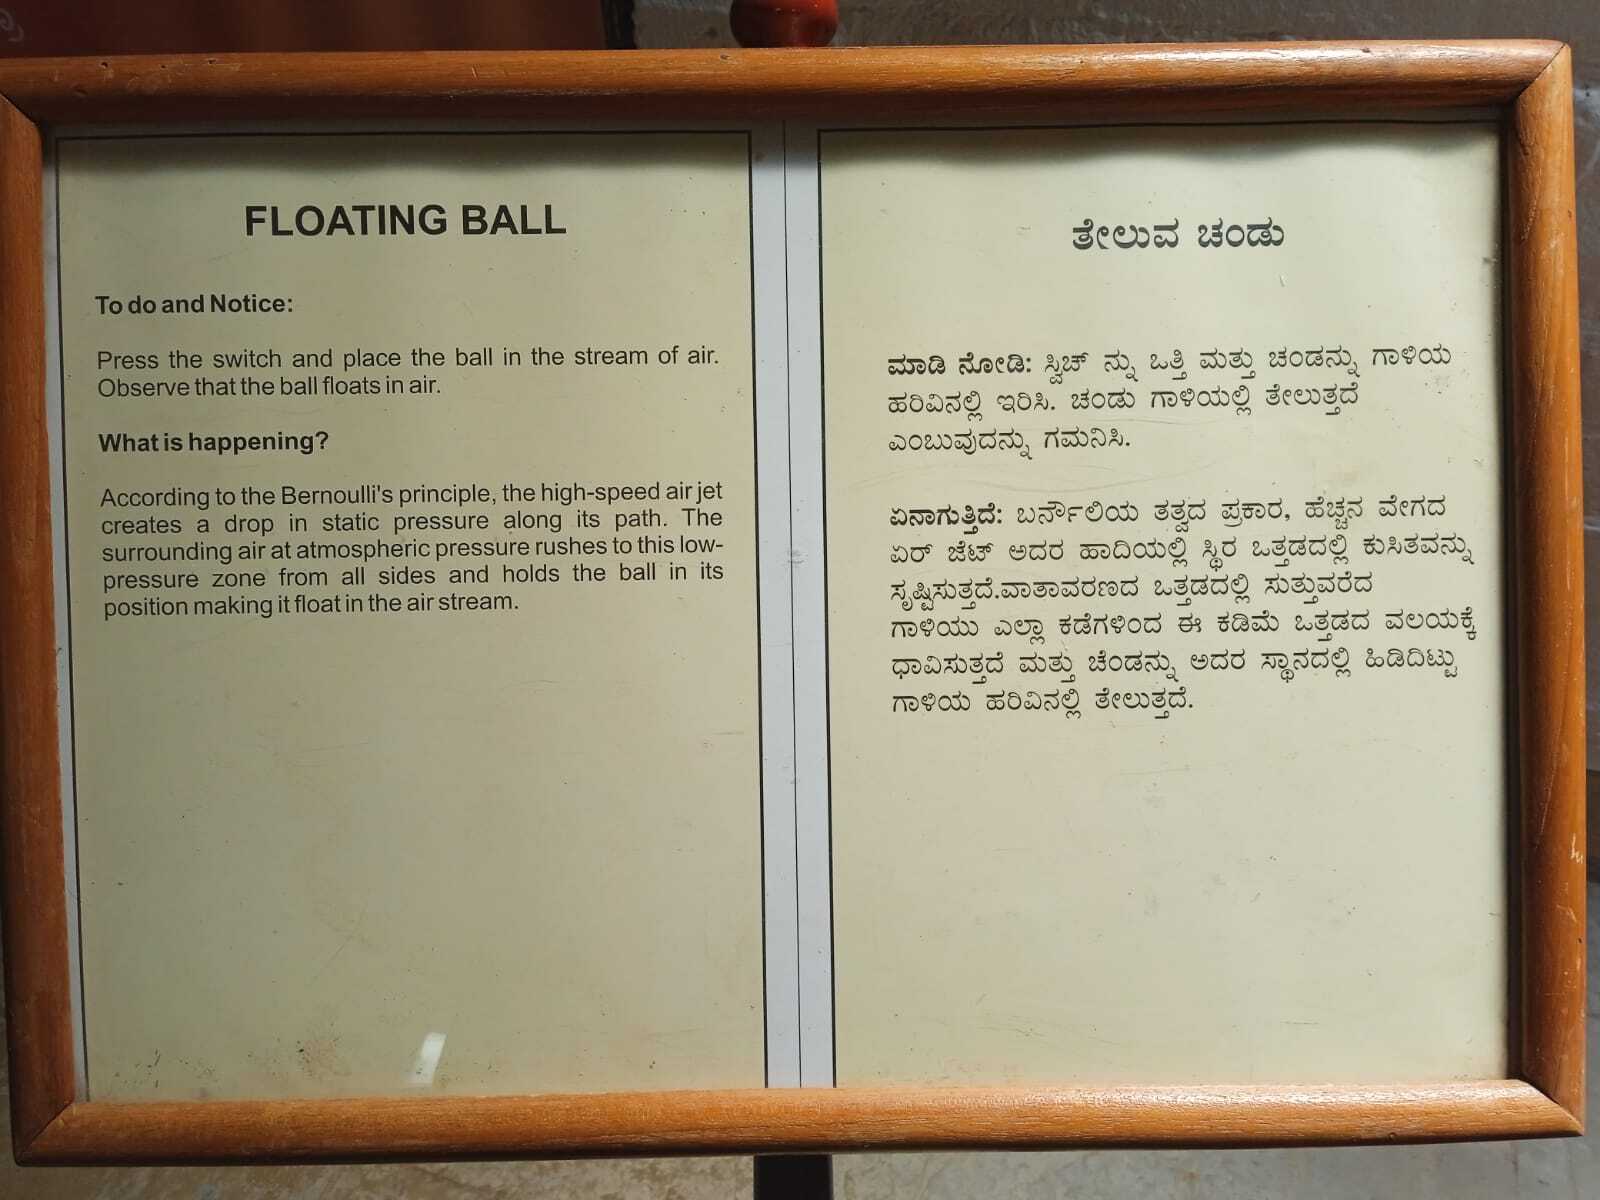 FLOATING BALL
To do and Notice:
Press the switch and place the ball in the stream of air.
Observe that the ball floats in air.
What is happening?
According to the Bernoulli's principle, the high-speed air jet
creates a drop in static pressure along its path. The
surrounding air at atmospheric pressure rushes to this low-
pressure zone from all sides and holds the ball in its
position making it float in the air stream.
ತೇಲುವ ಚಂಡು
ಮಾಡಿ ನೋಡಿ: ಸ್ವಿಚ್ ನ್ನು ಒತ್ತಿ ಮತ್ತು ಚಂಡನ್ನು ಗಾಳಿಯ
ಹರಿವಿನಲ್ಲಿ ಇರಿಸಿ. ಚಂಡು ಗಾಳಿಯಲ್ಲಿ ತೇಲುತ್ತದೆ
ಎಂಬುವುದನ್ನು ಗಮನಿಸಿ.
ಏನಾಗುತ್ತಿದೆ: ಬರ್ನೌಲಿಯ ತತ್ವದ ಪ್ರಕಾರ, ಹೆಚ್ಚಿನ ವೇಗದ
ಏರ್ ಜೆಟ್ ಅದರ ಹಾದಿಯಲ್ಲಿ ಸ್ಥಿರ ಒತ್ತಡದಲ್ಲಿ ಕುಸಿತವನ್ನು
ಸೃಷ್ಟಿಸುತ್ತದೆ.ವಾತಾವರಣದ ಒತ್ತಡದಲ್ಲಿ ಸುತ್ತುವರೆದ
ಗಾಳಿಯು ಎಲ್ಲಾ ಕಡೆಗಳಿಂದ ಈ ಕಡಿಮೆ ಒತ್ತಡದ ವಲಯಕ್ಕೆ
ಧಾವಿಸುತ್ತದೆ ಮತ್ತು ಚೆಂಡನ್ನು ಅದರ ಸ್ಥಾನದಲ್ಲಿ ಹಿಡಿದಿಟ್ಟು
ಗಾಳಿಯ ಹರಿವಿನಲ್ಲಿ ತೇಲುತ್ತದೆ.